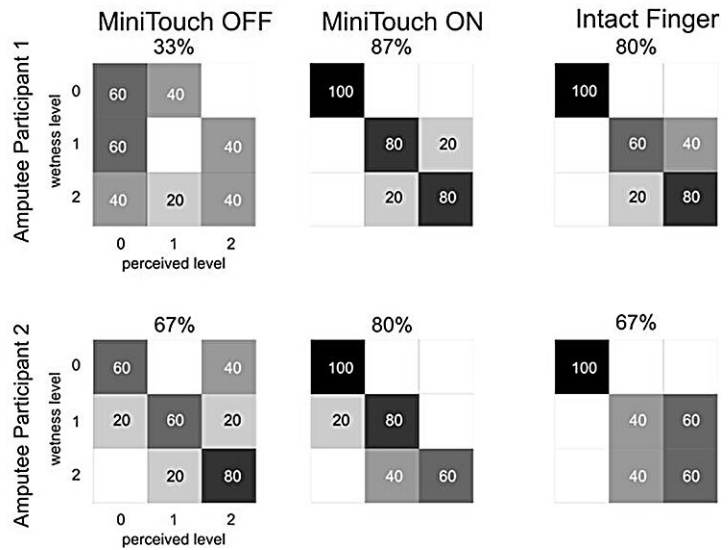 MiniTouch OFF MiniTouch ON Intact Finger
33% 87% 80%
Amputee Participant 1
wetness level
0 60 40 100 100
1 60 40 80 20 60 40
2 40 20 40 20 80 20 80
0 1 2
perceived level
67% 80% 67%
Amputee Participant 2
wetness level
0 60 40 100 100
1 20 60 20 20 80 40 60
2 20 80 40 60 40 60
0 1 2
perceived level